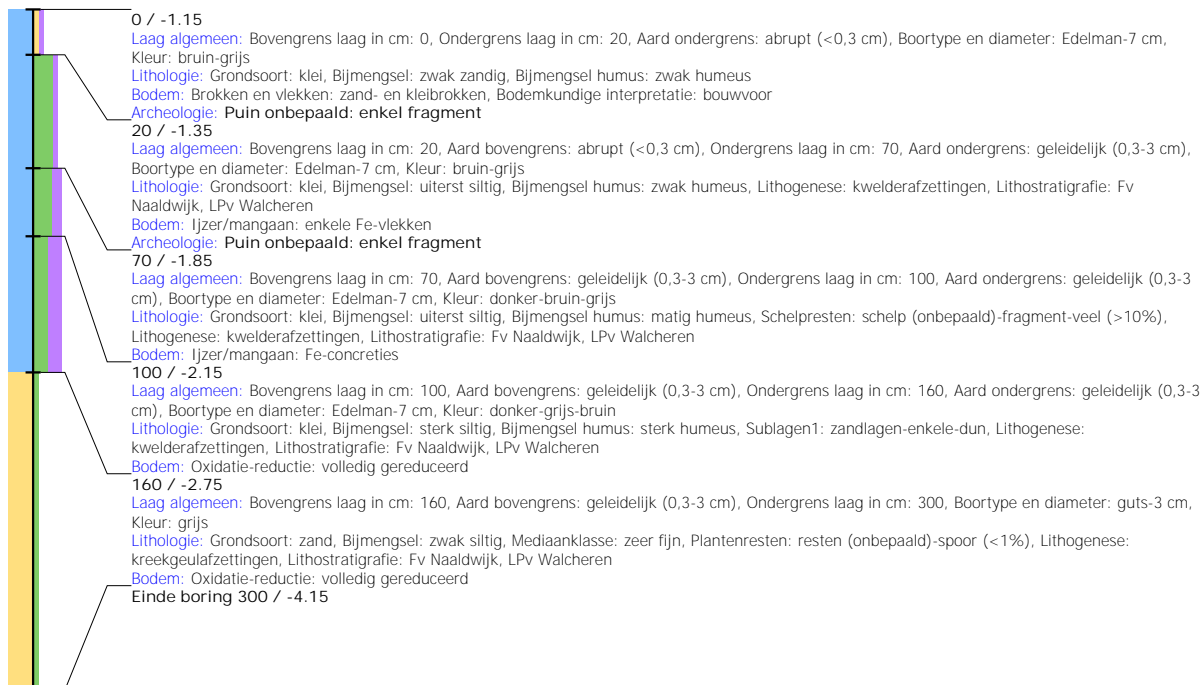 0 / -1.15
Laag algemeen: Bovengrens laag in cm: 0, Ondergrens laag in cm: 20, Aard ondergrens: abrupt (<0,3 cm), Boortype en diameter: Edelman-7 cm,
Kleur: bruin-grijs
Lithologie: Grondsoort: klei, Bijmengsel: zwak zandig, Bijmengsel humus: zwak humeus
Bodem: Brokken en vlekken: zand- en kleibrokken, Bodemkundige interpretatie: bouwvoor
Archeologie: Puin onbepaald: enkel fragment
20 / -1.35
Laag algemeen: Bovengrens laag in cm: 20, Aard bovengrens: abrupt (<0,3 cm), Ondergrens laag in cm: 70, Aard ondergrens: geleidelijk (0,3-3 cm),
Boortype en diameter: Edelman-7 cm, Kleur: bruin-grijs
Lithologie: Grondsoort: klei, Bijmengsel: uiterst siltig, Bijmengsel humus: zwak humeus, Lithogenese: kwelderafzettingen, Lithostratigrafie: Fv
Naaldwijk, LPv Walcheren
Bodem: Ijzer/mangaan: enkele Fe-vlekken
Archeologie: Puin onbepaald: enkel fragment
70 / -1.85
Laag algemeen: Bovengrens laag in cm: 70, Aard bovengrens: geleidelijk (0,3-3 cm), Ondergrens laag in cm: 100, Aard ondergrens: geleidelijk (0,3-3
cm), Boortype en diameter: Edelman-7 cm, Kleur: donker-bruin-grijs
Lithologie: Grondsoort: klei, Bijmengsel: uiterst siltig, Bijmengsel humus: matig humeus, Schelpresten: schelp (onbepaald)-fragment-veel (>10%),
Lithogenese: kwelderafzettingen, Lithostratigrafie: Fv Naaldwijk, LPv Walcheren
Bodem: Ijzer/mangaan: Fe-concreties
100 / -2.15
Laag algemeen: Bovengrens laag in cm: 100, Aard bovengrens: geleidelijk (0,3-3 cm), Ondergrens laag in cm: 160, Aard ondergrens: geleidelijk (0,3-3
cm), Boortype en diameter: Edelman-7 cm, Kleur: donker-grijs-bruin
Lithologie: Grondsoort: klei, Bijmengsel: sterk siltig, Bijmengsel humus: sterk humeus, Sublagen1: zandlagen-enkele-dun, Lithogenese:
kwelderafzettingen, Lithostratigrafie: Fv Naaldwijk, LPv Walcheren
Bodem: Oxidatie-reductie: volledig gereduceerd
160 / -2.75
Laag algemeen: Bovengrens laag in cm: 160, Aard bovengrens: geleidelijk (0,3-3 cm), Ondergrens laag in cm: 300, Boortype en diameter: guts-3 cm,
Kleur: grijs
Lithologie: Grondsoort: zand, Bijmengsel: zwak siltig, Mediaanklasse: zeer fijn, Plantenresten: resten (onbepaald)-spoor (<1%), Lithogenese:
kreekgeulafzettingen, Lithostratigrafie: Fv Naaldwijk, LPv Walcheren
Bodem: Oxidatie-reductie: volledig gereduceerd
Einde boring 300 / -4.15